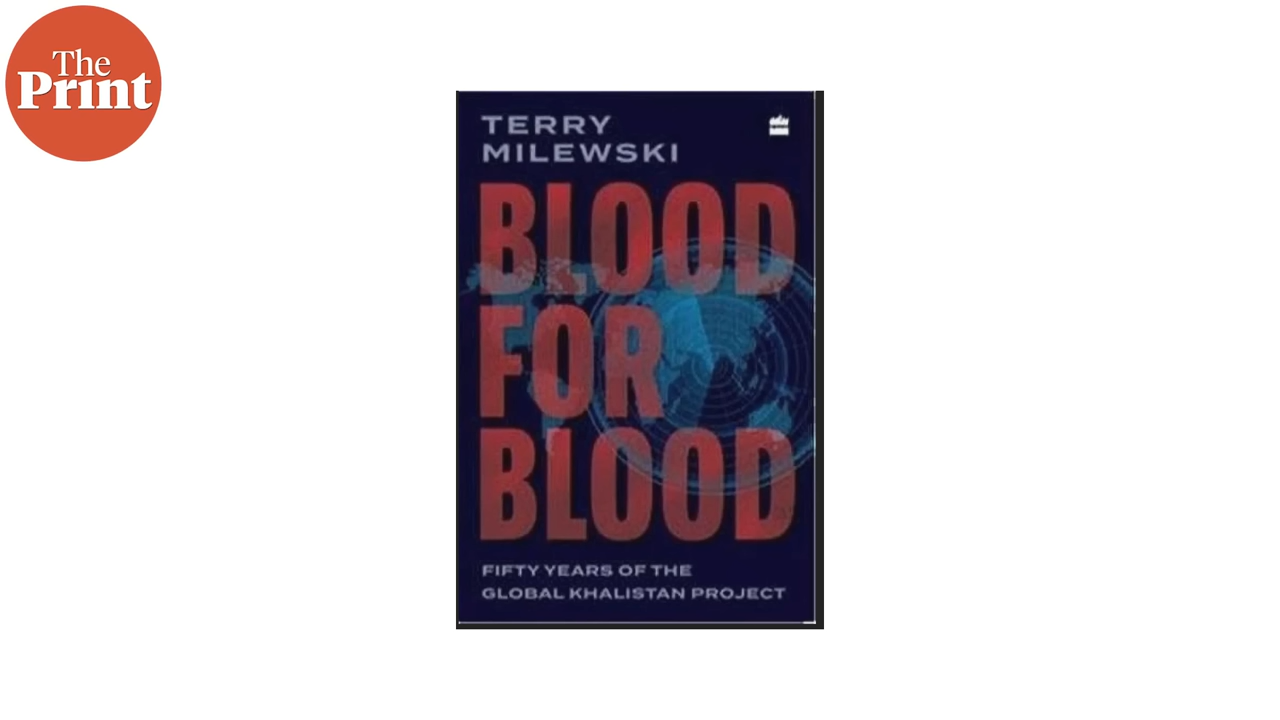 The
Print
TERRY
MILEWSKI
BLOOD
FOR
BLOOD
FIFTY YEARS OF THE
GLOBAL KHALISTAN PROJECT